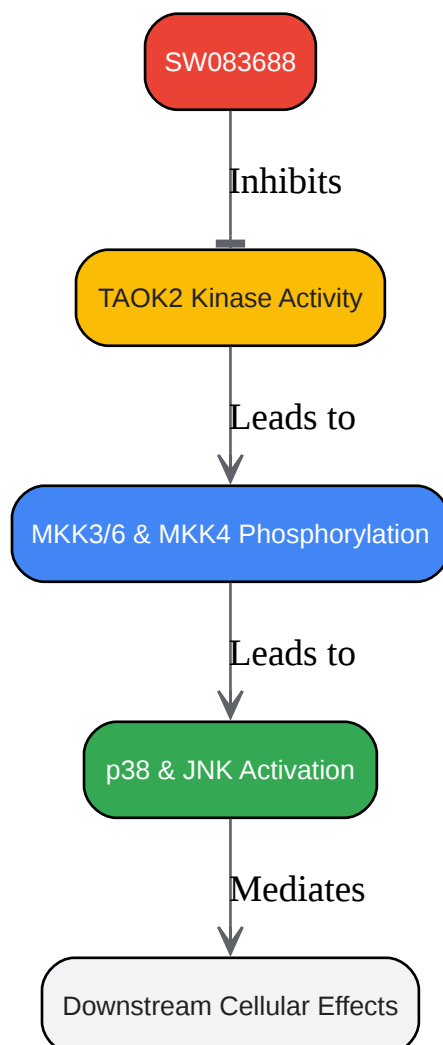 SW083688
Inhibits
TAOK2 Kinase Activity
Leads to
MKK3/6 & MKK4 Phosphorylation
Leads to
p38 & JNK Activation
Mediates
Downstream Cellular Effects